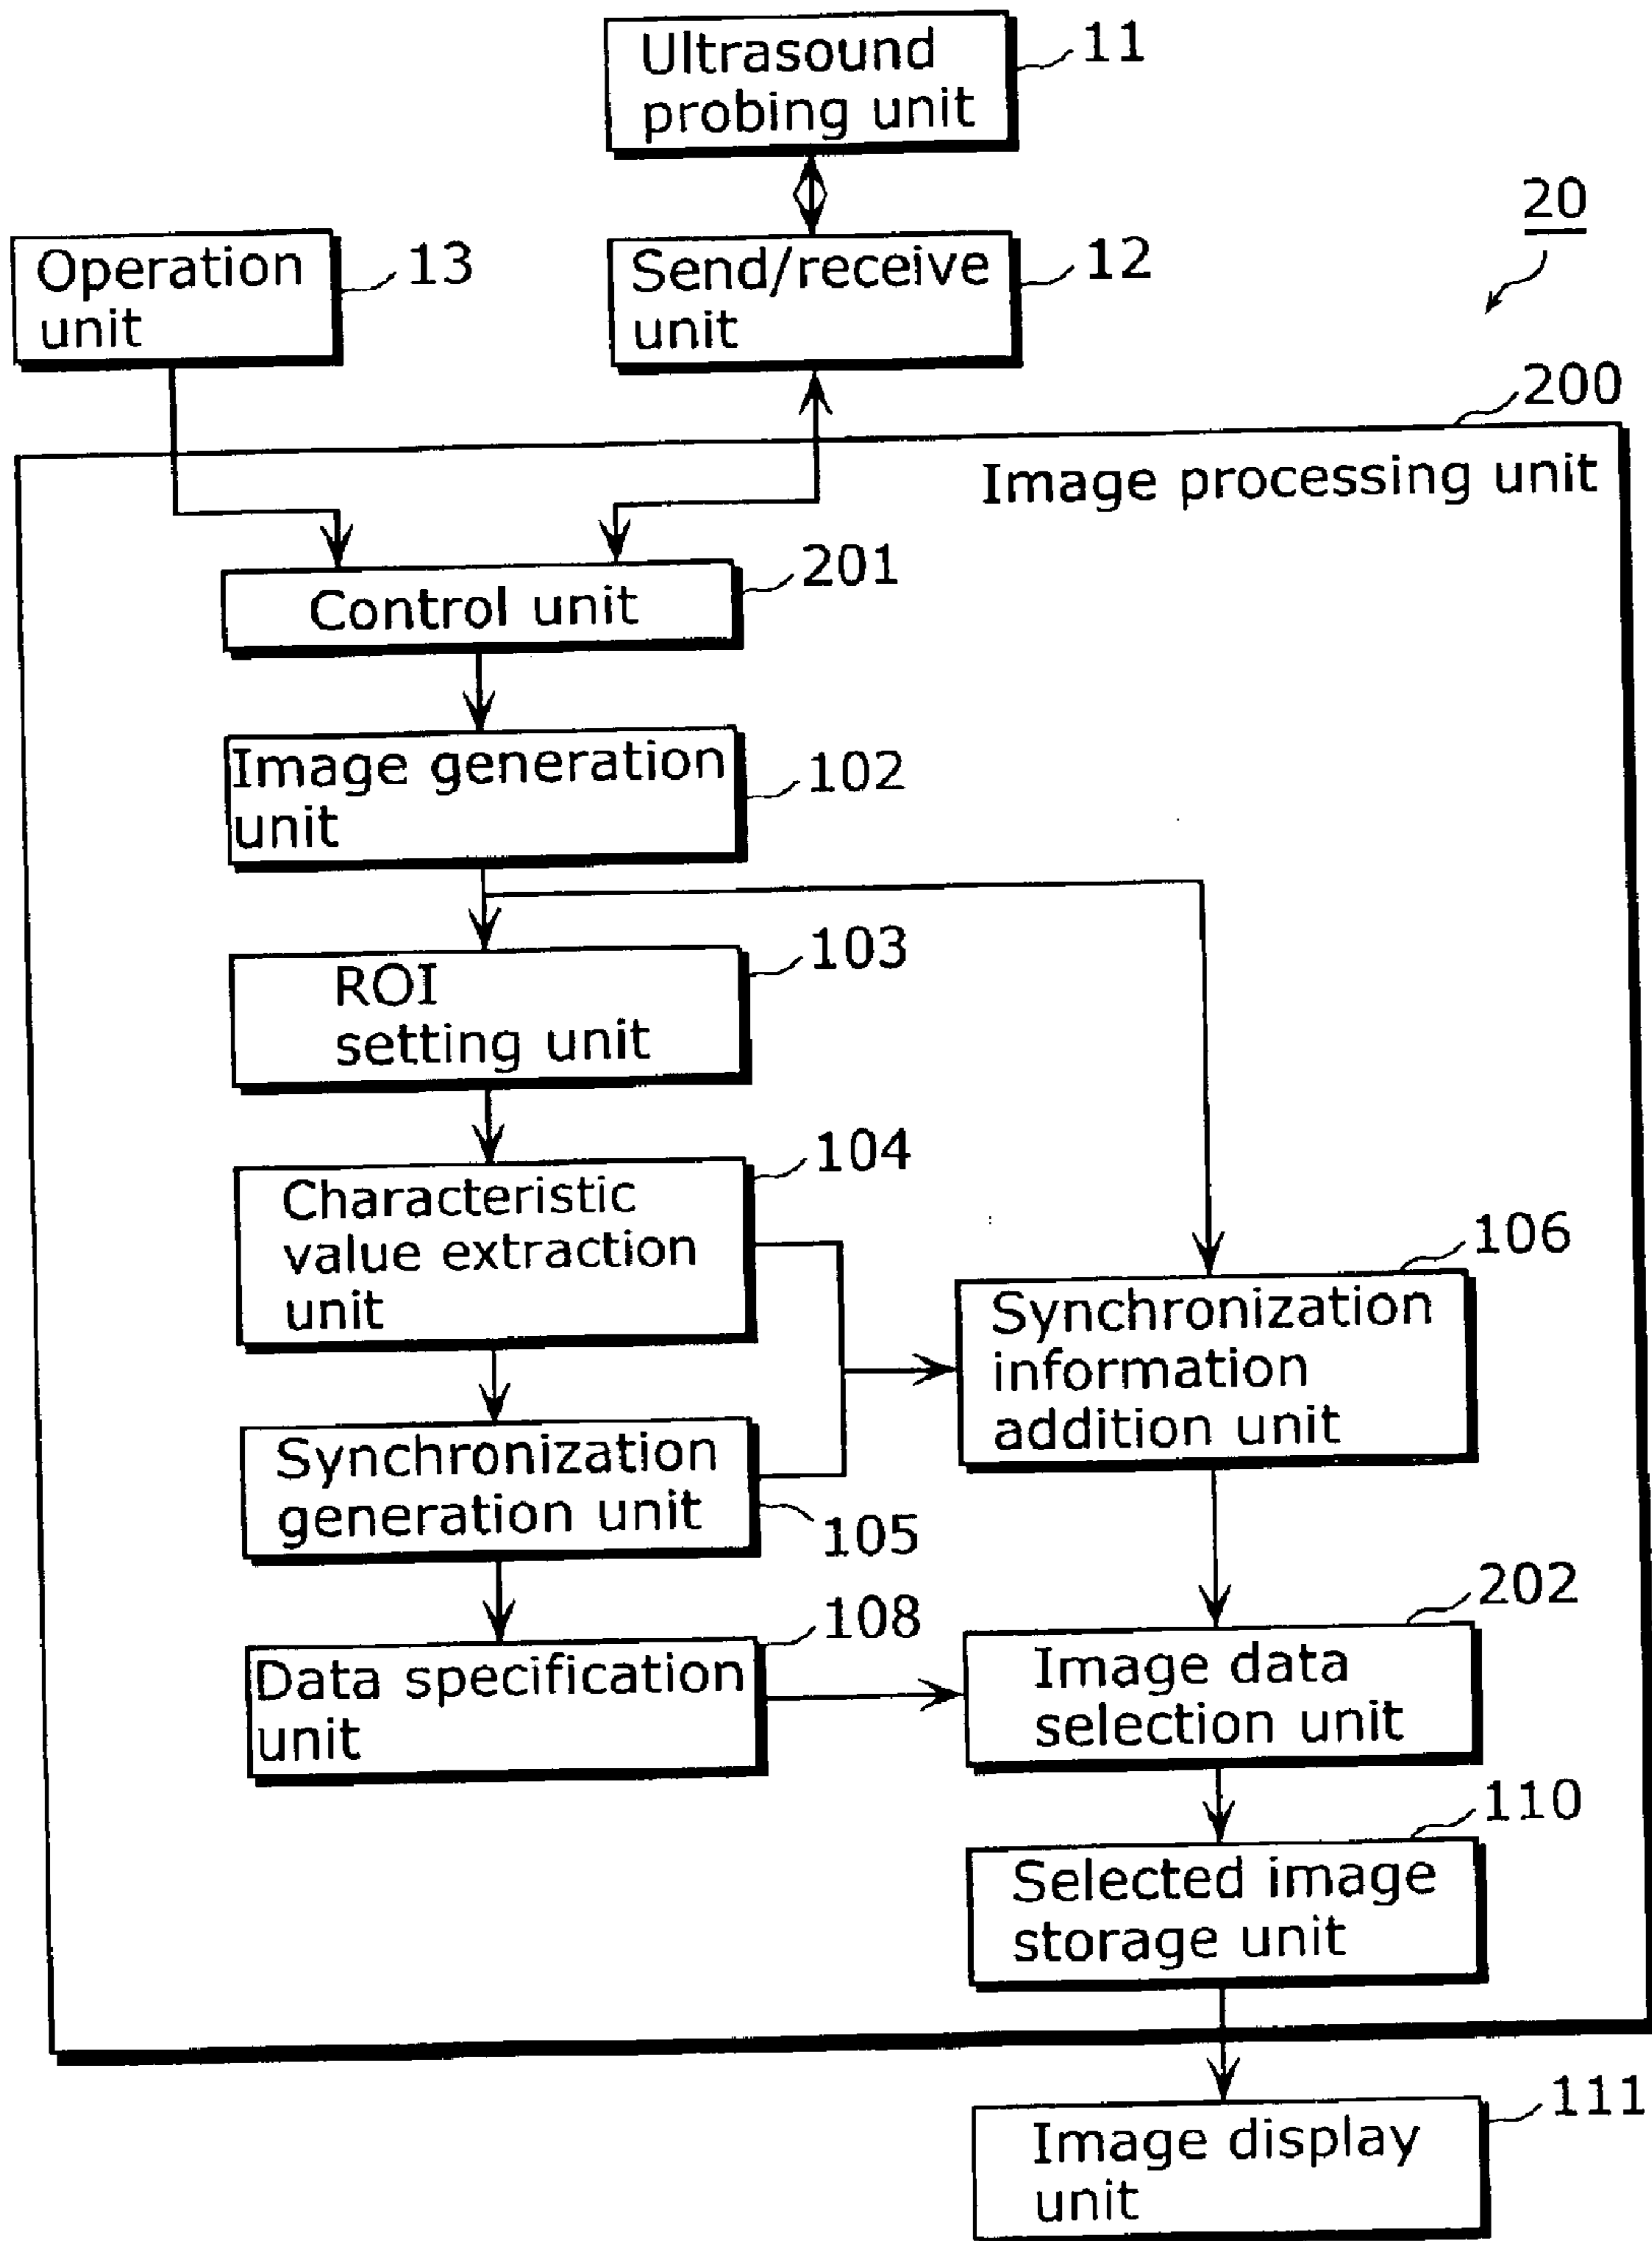 Ultrasound
probing unit
11
20
Operation
unit
13
Send/receive
unit
12
200
Image processing unit
Control unit
201
Image generation
unit
102
ROI
setting unit
103
Characteristic
value extraction
unit
104
Synchronization
information
addition unit
106
Synchronization
generation unit
105
Data specification
unit
108
Image data
selection unit
202
Selected image
storage unit
110
Image display
unit
111